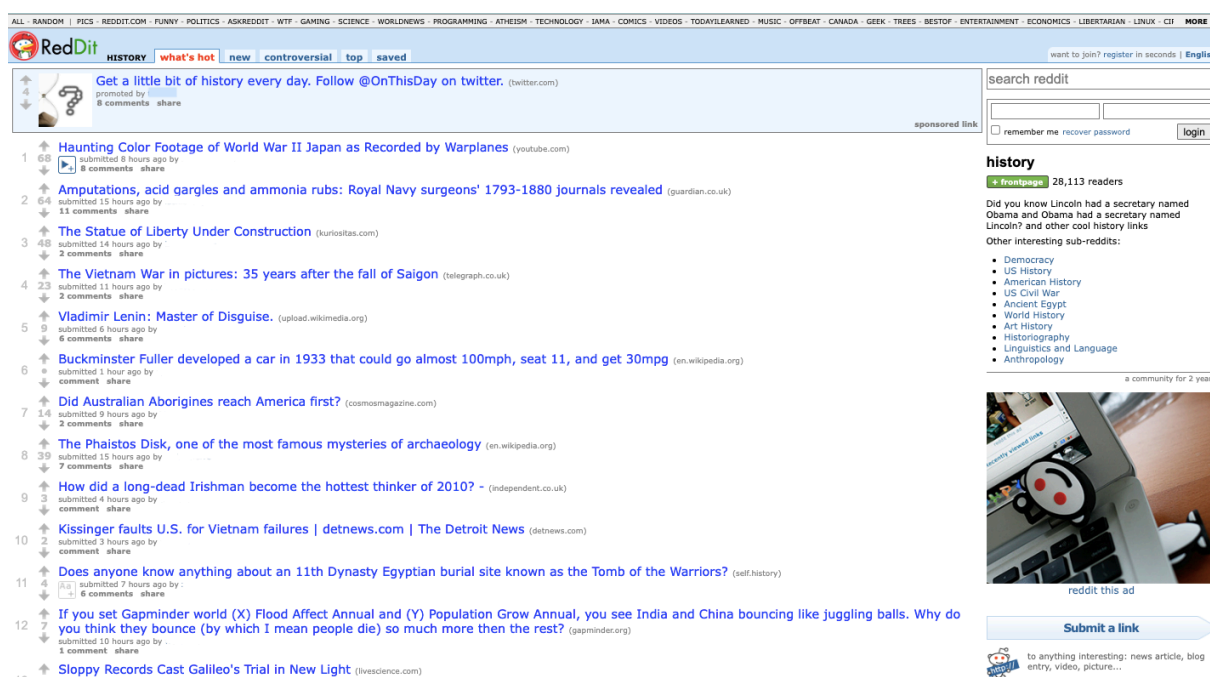 ALL - RANDOM | PICS - REDDIT.COM - FUNNY - POLITICS - ASKREDDIT - WTF - GAMING - SCIENCE - WORLDNEWS - PROGRAMMING - ATHEISM - TECHNOLOGY - IAMA - COMICS - VIDEOS - TODAYILEARNED - MUSIC - OFFBEAT - CANADA - GEEK - TREES - BESTOF - ENTERTAINMENT - ECONOMICS - LIBERTARIAN - LINUX - MORE
RedDit HISTORY what's hot new controversial top saved
want to join? register in seconds | Englis
Get a little bit of history every day. Follow @OnThisDay on twitter. (twitter.com)
4 promoted by
8 comments share
sponsored link
Haunting Color Footage of World War II Japan as Recorded by Warplanes (youtube.com)
1 68 submitted 8 hours ago by
8 comments share
Amputations, acid gargles and ammonia rubs: Royal Navy surgeons' 1793-1880 journals revealed (guardian.co.uk)
2 64 submitted 15 hours ago by
11 comments share
The Statue of Liberty Under Construction (kuriositas.com)
3 48 submitted 14 hours ago by
2 comments share
The Vietnam War in pictures: 35 years after the fall of Saigon (telegraph.co.uk)
4 23 submitted 11 hours ago by
2 comments share
Vladimir Lenin: Master of Disguise. (upload.wikimedia.org)
5 9 submitted 6 hours ago by
6 comments share
Buckminster Fuller developed a car in 1933 that could go almost 100mph, seat 11, and get 30mpg (en.wikipedia.org)
6 • submitted 1 hour ago by
comment share
Did Australian Aborigines reach America first? (cosmosmagazine.com)
7 14 submitted 9 hours ago by
2 comments share
The Phaistos Disk, one of the most famous mysteries of archaeology (en.wikipedia.org)
8 39 submitted 15 hours ago by
7 comments share
How did a long-dead Irishman become the hottest thinker of 2010? - (independent.co.uk)
9 3 submitted 4 hours ago by
comment share
Kissinger faults U.S. for Vietnam failures | detnews.com | The Detroit News (detnews.com)
10 2 submitted 3 hours ago by
comment share
Does anyone know anything about an 11th Dynasty Egyptian burial site known as the Tomb of the Warriors? (self.history)
11 4 Aa submitted 7 hours ago by
6 comments share
If you set Gapminder world (X) Flood Affect Annual and (Y) Population Grow Annual, you see India and China bouncing like juggling balls. Why do
12 7 you think they bounce (by which I mean people die) so much more then the rest? (gapminder.org)
submitted 10 hours ago by
1 comment share
Sloppy Records Cast Galileo's Trial in New Light (livescience.com)
search reddit
remember me recover password login
history
+ frontpage 28,113 readers
Did you know Lincoln had a secretary named
Obama and Obama had a secretary named
Lincoln? and other cool history links
Other interesting sub-reddits:
Democracy
US History
American History
US Civil War
Ancient Egypt
World History
Art History
Historiography
Linguistics and Language
Anthropology
a community for 2 year
recently viewed links
reddit this ad
Submit a link
http://
to anything interesting: news article, blog
entry, video, picture...